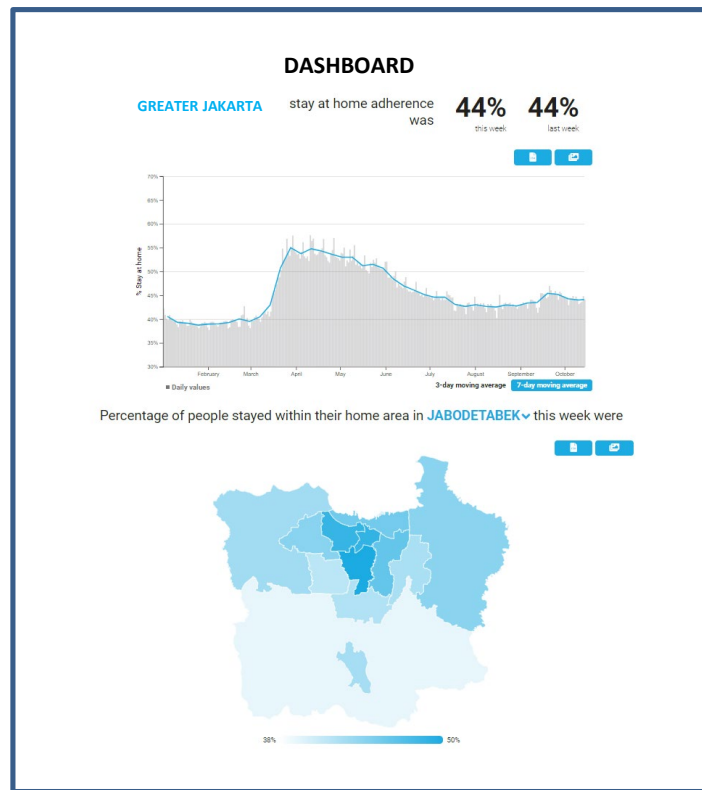 DASHBOARD
GREATER JAKARTA stay at home adherence was 44% this week 44% last week
70%
65%
60%
55%
50%
45%
40%
35%
30%
% Stay at home
February March April May June July August September October
Daily values 3-day moving average 7-day moving average
Percentage of people stayed within their home area in JABODETABEK this week were
38% 50%